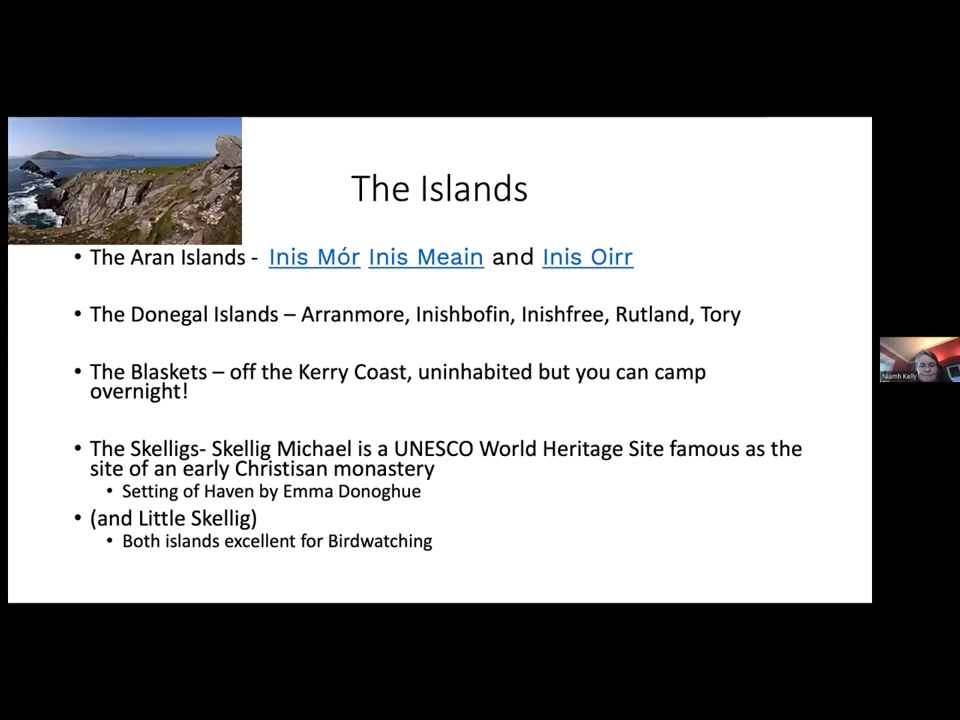 The Islands
• The Aran Islands - Inis Mór Inis Meain and Inis Oirr
• The Donegal Islands – Arranmore, Inishbofin, Inishfree, Rutland, Tory
• The Blaskets – off the Kerry Coast, uninhabited but you can camp
overnight!
• The Skelligs- Skellig Michael is a UNESCO World Heritage Site famous as the
site of an early Christisan monastery
• Setting of Haven by Emma Donoghue
• (and Little Skellig)
• Both islands excellent for Birdwatching
Niamh Kelly